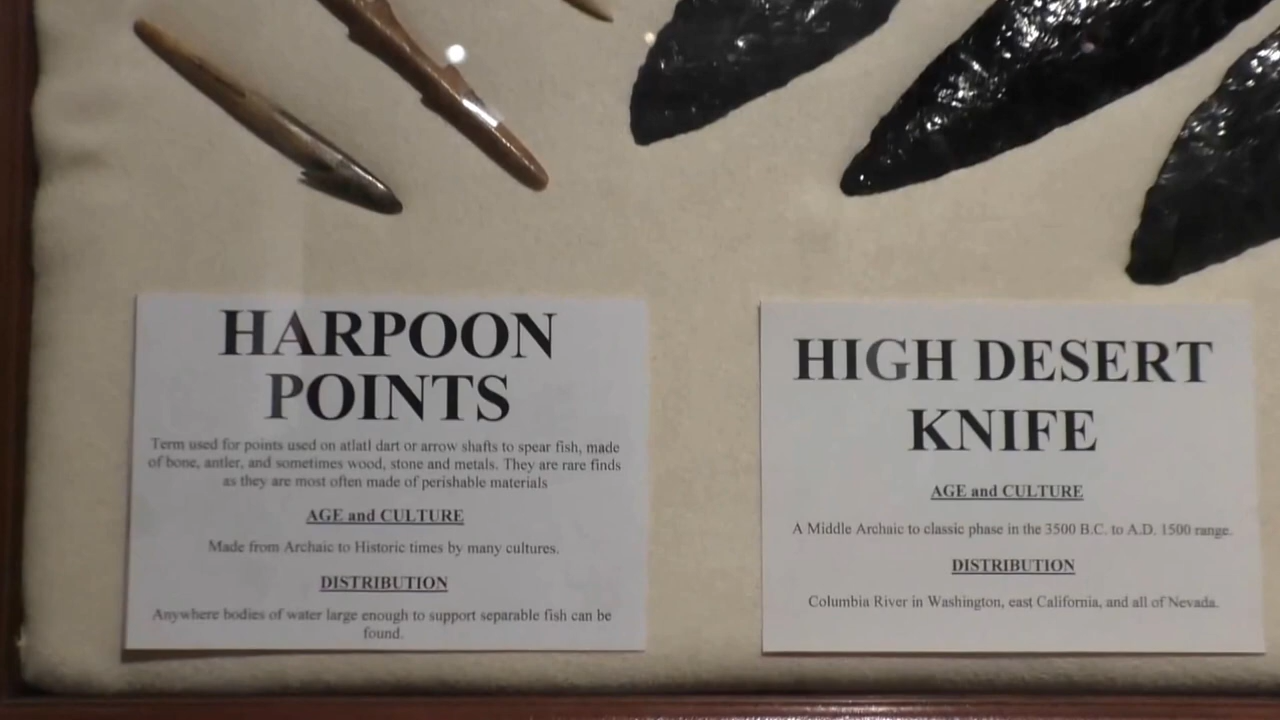 HARPOON
POINTS
Term used for points used on atlatl dart or arrow shafts to spear fish, made
of bone, antler, and sometimes wood, stone and metals. They are rare finds
as they are most often made of perishable materials
AGE and CULTURE
Made from Archaic to Historic times by many cultures.
DISTRIBUTION
Anywhere bodies of water large enough to support separable fish can be
found.
HIGH DESERT
KNIFE
AGE and CULTURE
A Middle Archaic to classic phase in the 3500 B.C. to A.D. 1500 range.
DISTRIBUTION
Columbia River in Washington, east California, and all of Nevada.